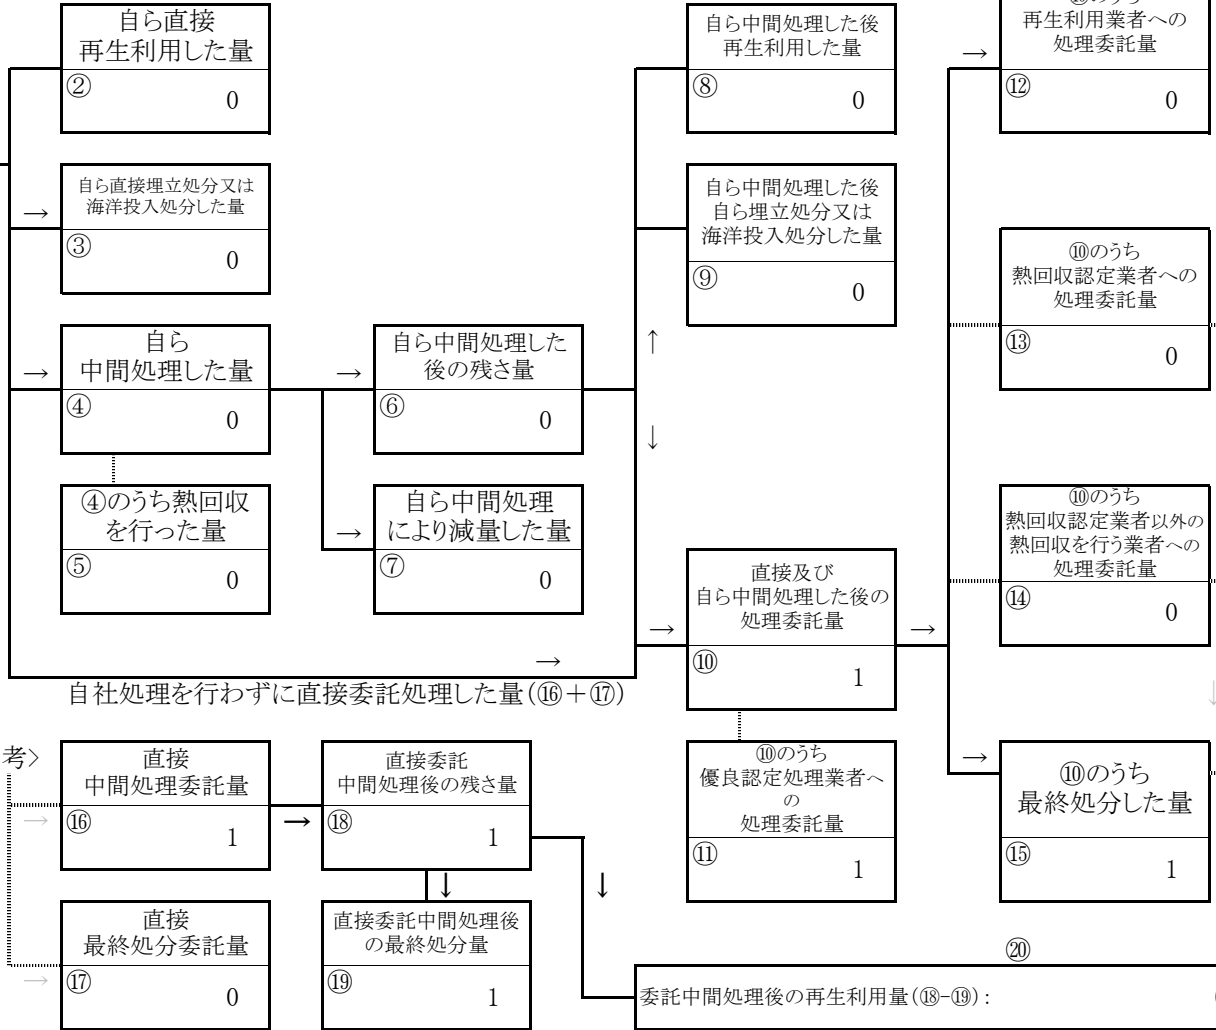 自ら直接
再生利用した量
②
0
自ら中間処理した後
再生利用した量
⑧
0
再生利用業者への
処理委託量
⑫
0
→
→
自ら直接埋立処分又は
海洋投入処分した量
③
0
自ら中間処理した後
自ら埋立処分又は
海洋投入処分した量
⑨
0
⑩のうち
熱回収認定業者への
処理委託量
⑬
0
→
自ら
中間処理した量
④
0
→
自ら中間処理した
後の残さ量
⑥
0
↑
↓
④のうち熱回収
を行った量
⑤
0
→
自ら中間処理
により減量した量
⑦
0
⑩のうち
熱回収認定業者以外の
熱回収を行う業者への
処理委託量
⑭
0
→
直接及び
自ら中間処理した後の
処理委託量
⑩
1
→
→
自社処理を行わずに直接委託処理した量(⑯+⑰)
↓
考>
→
直接
中間処理委託量
⑯
1
→
直接委託
中間処理後の残さ量
⑱
1
⑩のうち
優良認定処理業者へ
の
処理委託量
⑪
1
→
⑩のうち
最終処分した量
⑮
1
↓
↓
→
直接
最終処分委託量
⑰
0
直接委託中間処理後
の最終処分量
⑲
1
⑳
委託中間処理後の再生利用量(⑱-⑲):